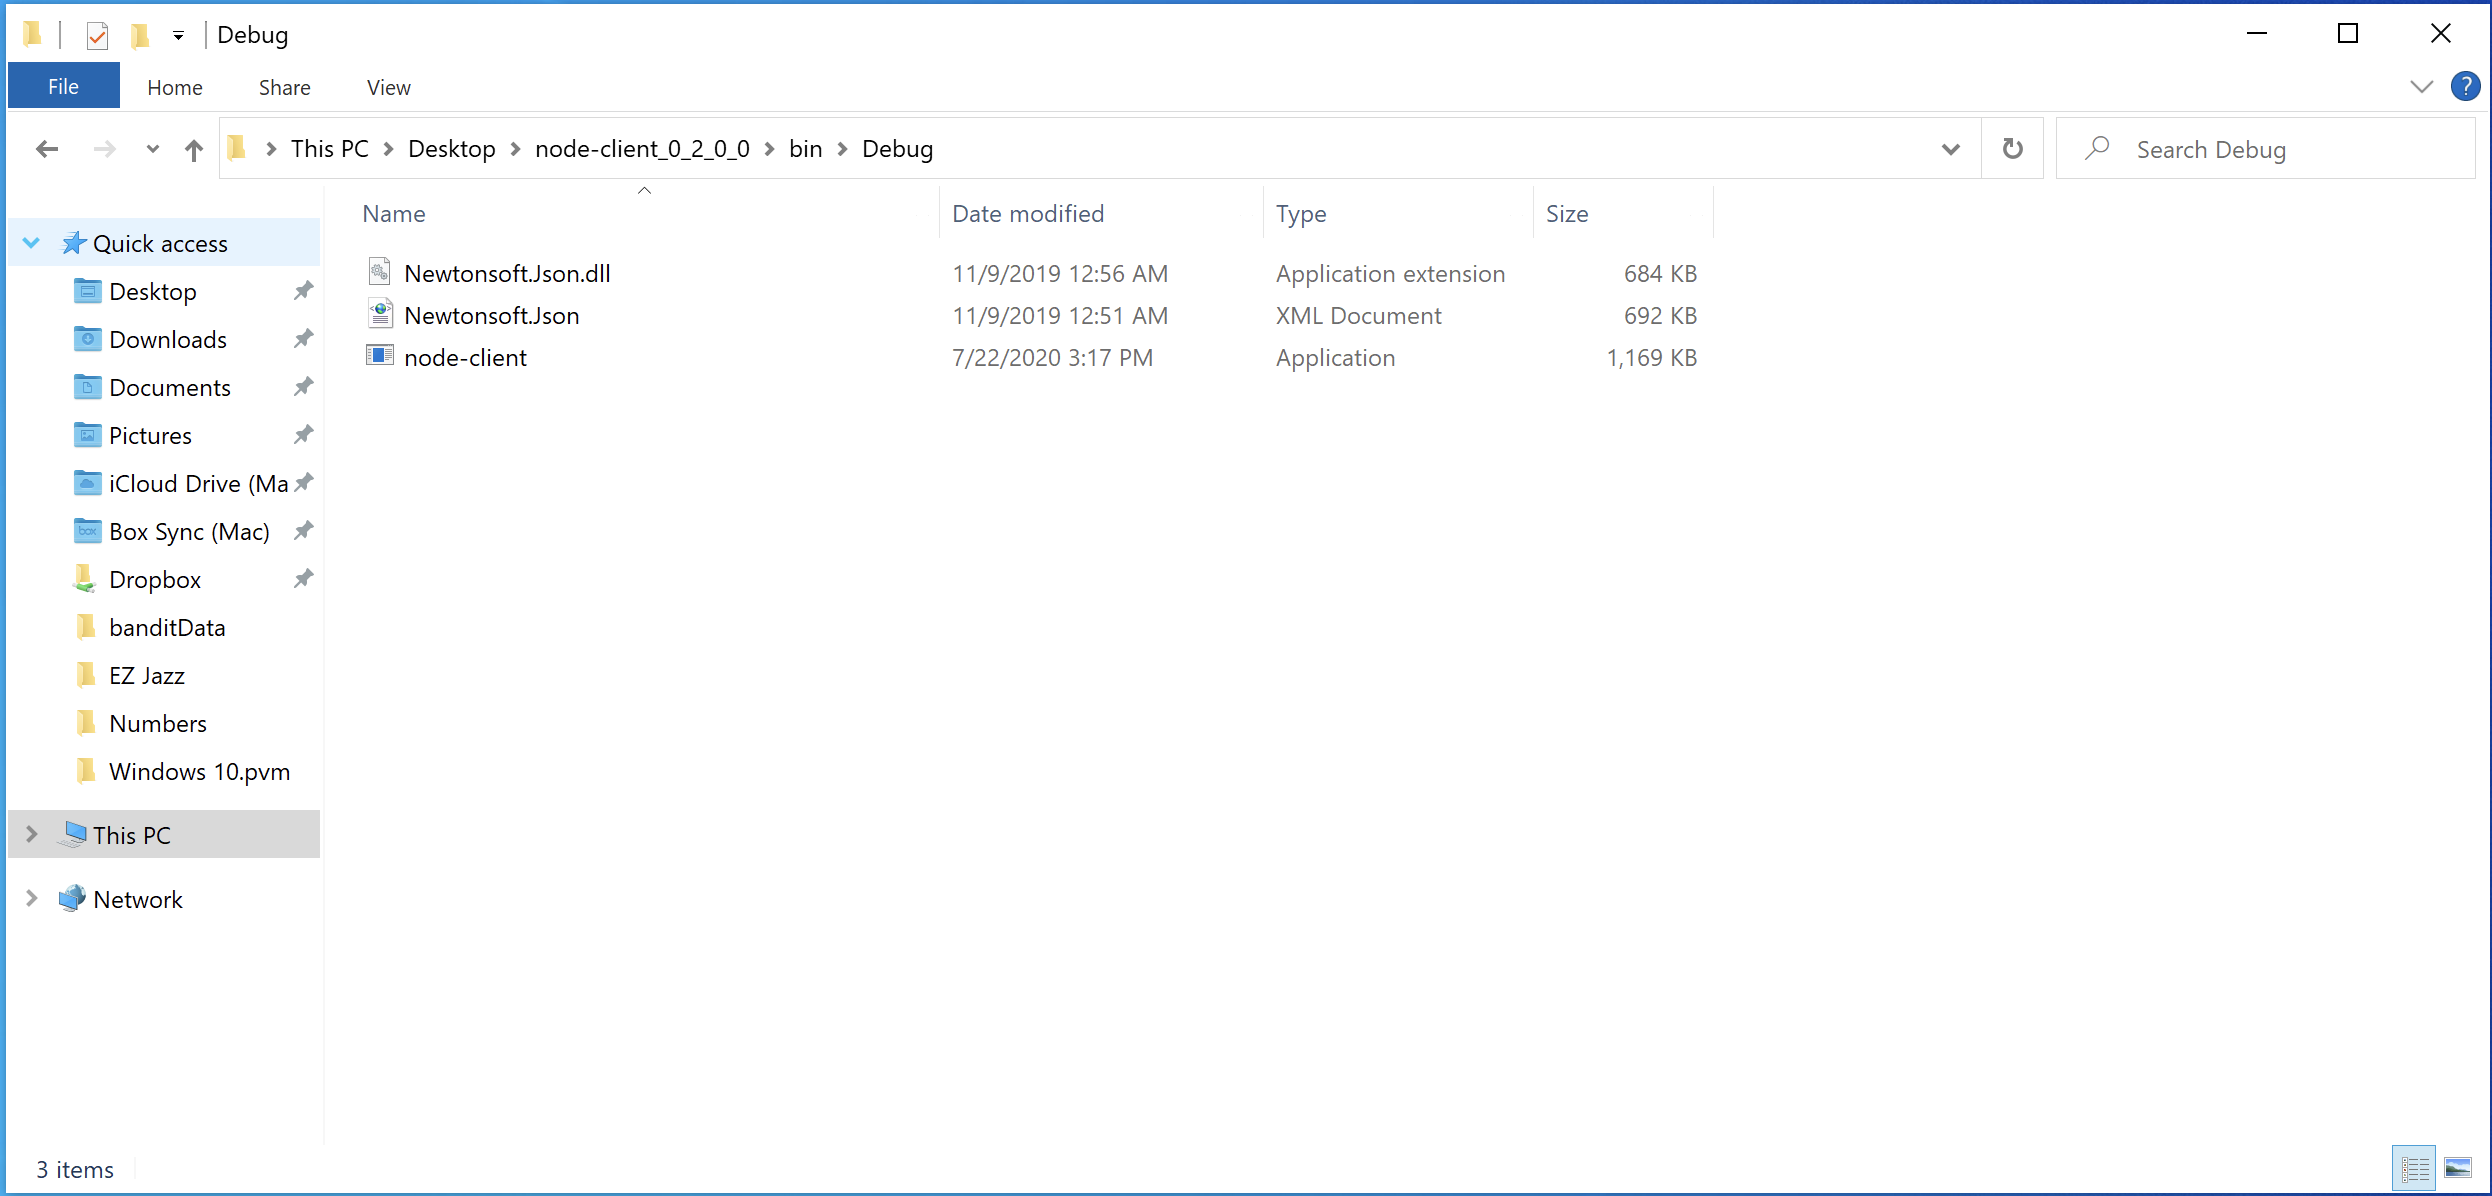 Debug
File Home Share View ?
This PC Desktop node-client_0_2_0_0 bin Debug Search Debug
Name Date modified Type Size
Quick access
Newtonsoft.Json.dll 11/9/2019 12:56 AM Application extension 684 KB
Desktop
Newtonsoft.Json 11/9/2019 12:51 AM XML Document 692 KB
Downloads
node-client 7/22/2020 3:17 PM Application 1,169 KB
Documents
Pictures
iCloud Drive (Ma
box Box Sync (Mac)
Dropbox
banditData
EZ Jazz
Numbers
Windows 10.pvm
This PC
Network
3 items